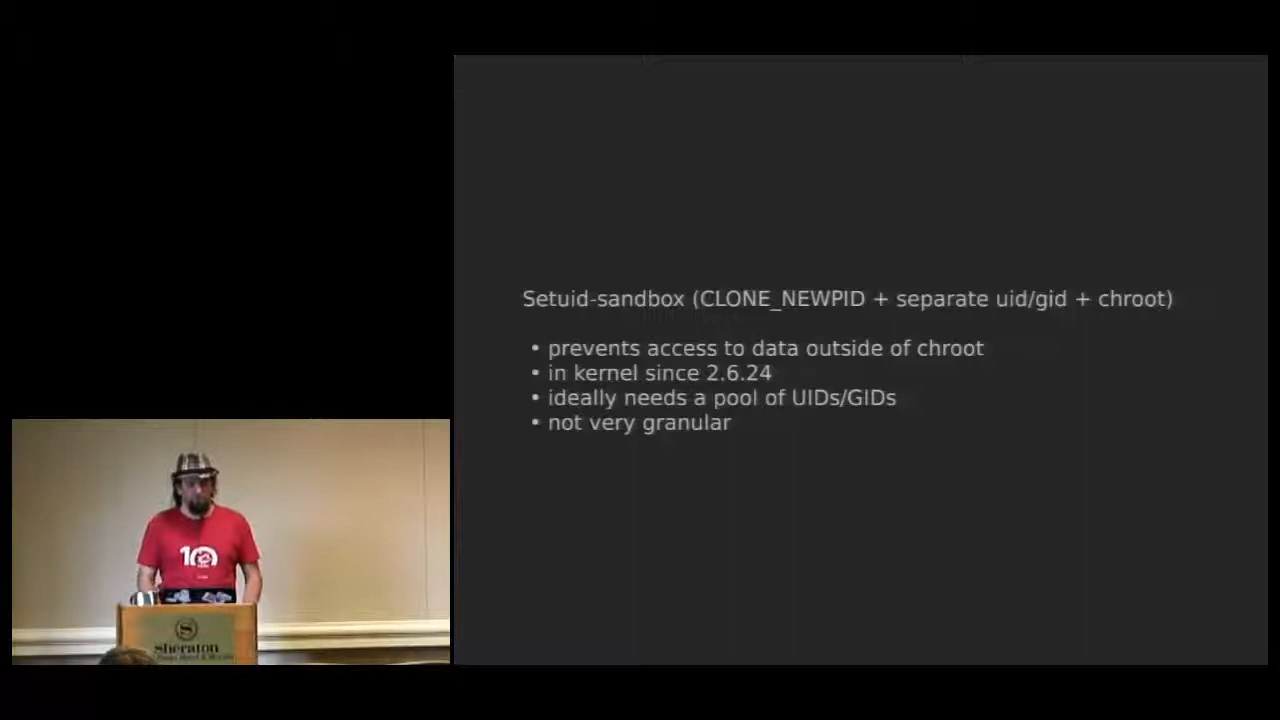 Setuid-sandbox (CLONE_NEWPID + separate uid/gid + chroot)
• prevents access to data outside of chroot
• in kernel since 2.6.24
• ideally needs a pool of UIDs/GIDs
• not very granular
10
S
Sheraton